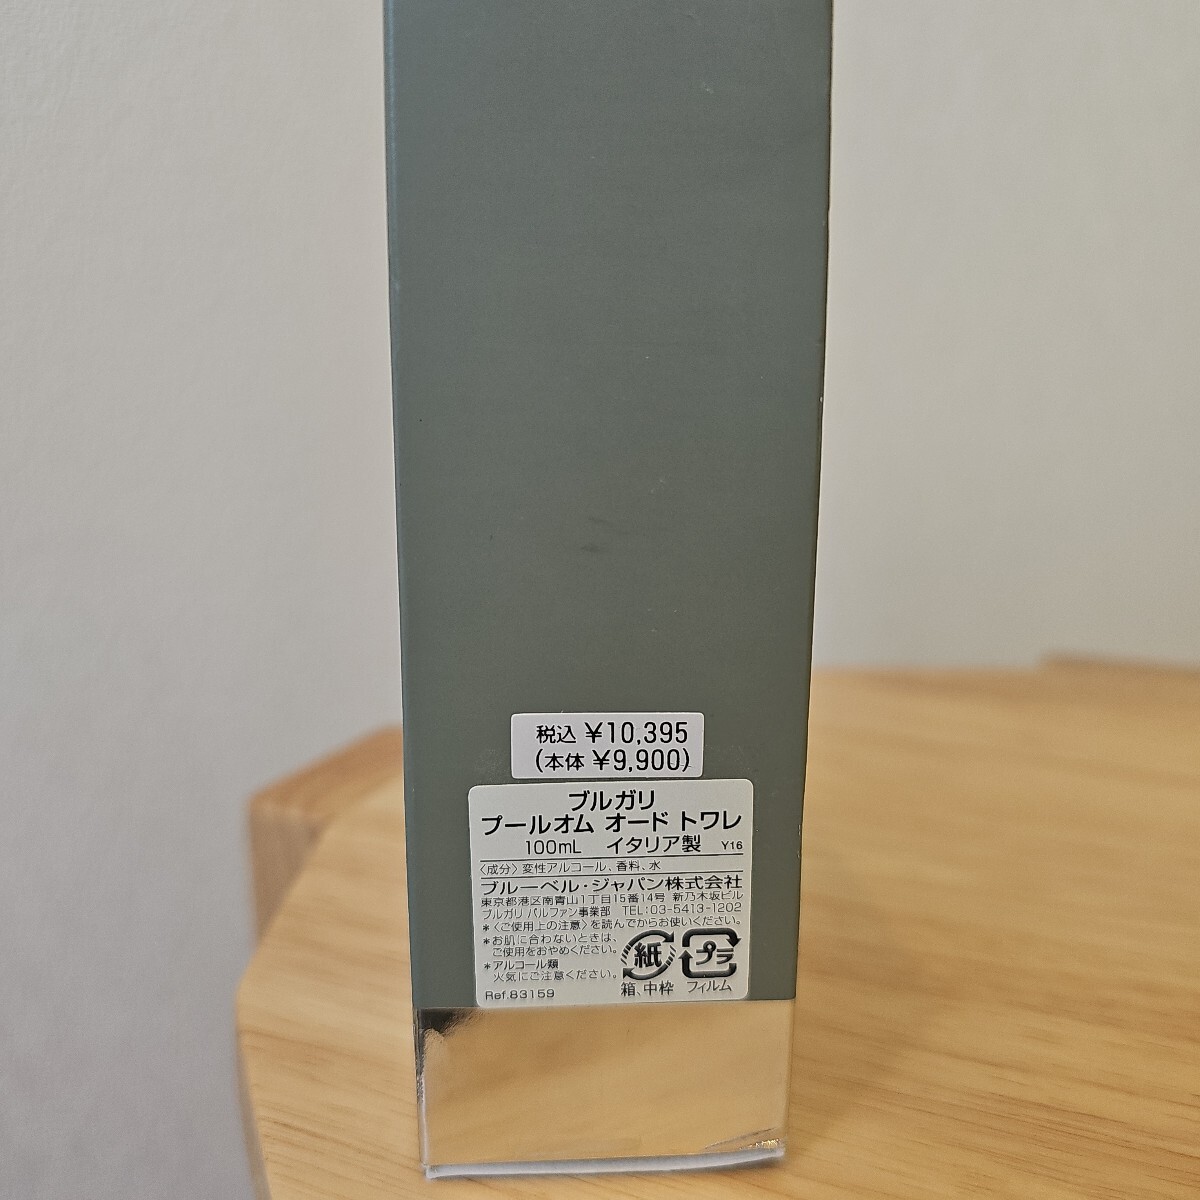 税込 ¥10,395
(本体 ¥9,900)
ブルガリ
プールオム オード トワレ
100mL イタリア製 Y16
〈成分〉変性アルコール、香料、水
ブルーベル・ジャパン株式会社
東京都港区南青山1丁目15番14号 新乃木坂ビル
ブルガリ パルファン事業部 TEL:03-5413-1202
*〈ご使用上の注意〉を読んでからお使いください。
*お肌に合わないときは、
ご使用をおやめください。
*アルコール類
火気にご注意ください。
紙 プラ
箱、中枠 フィルム
Ref.83159